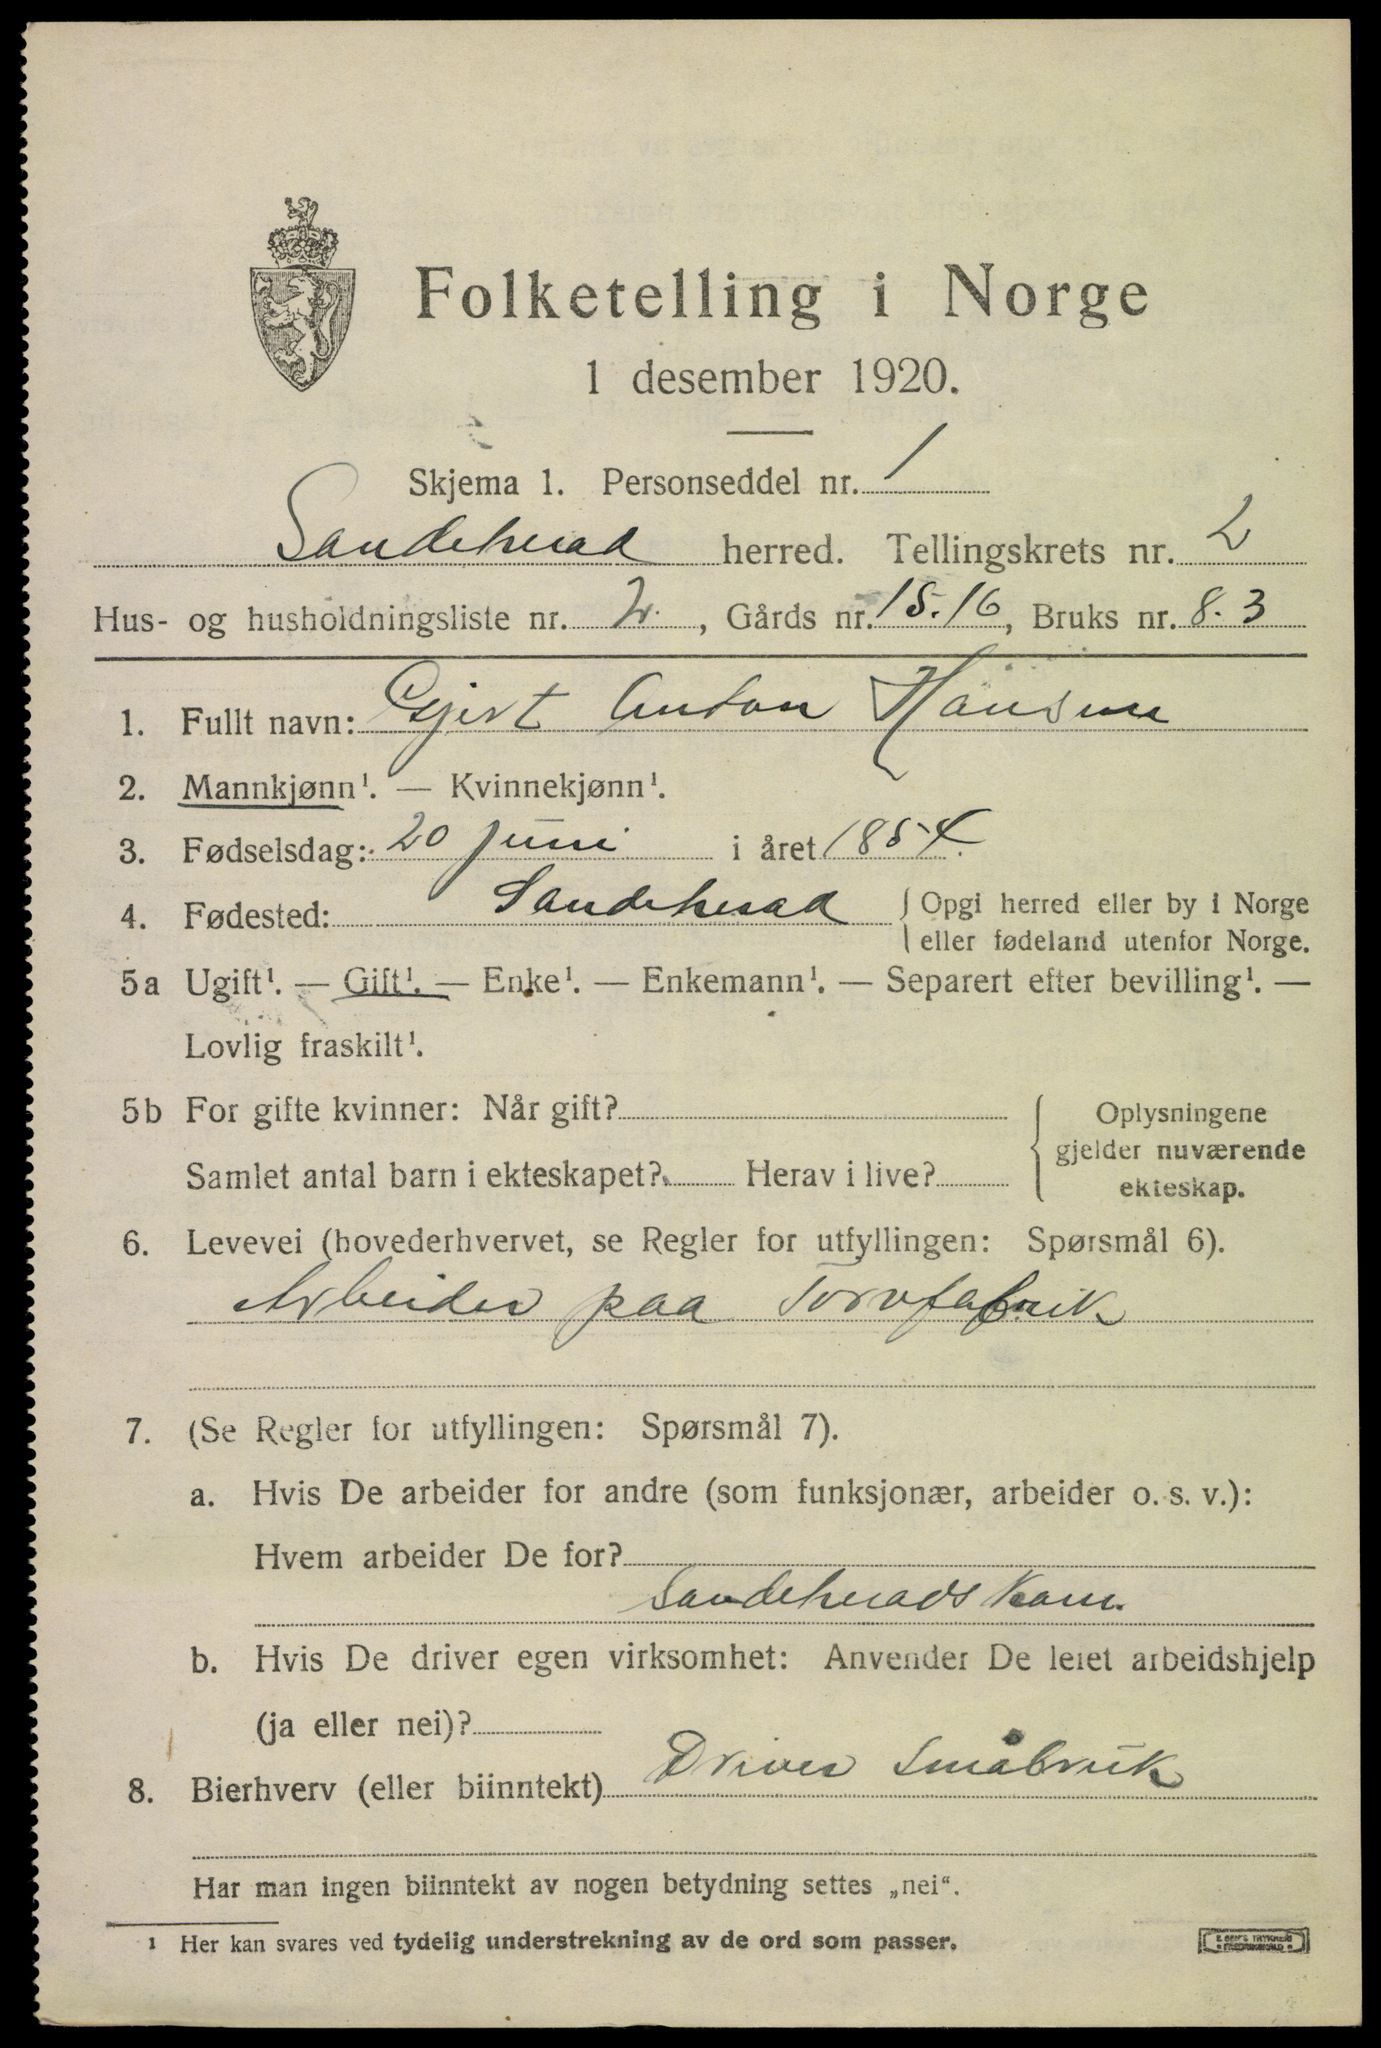 Folketelling i Norge
1 desember 1920.
Skjema 1. Personseddel nr. 1
Sandeherad herred. Tellingskrets nr. 2
Hus- og husholdningsliste nr. 2. , Gårds nr. 15.16, Bruks nr. 8.3
1. Fullt navn: Gjert Anton Hansen
2. Mannkjønn¹. — Kvinnekjønn¹.
3. Fødselsdag: 20 juni i året 1854.
4. Fødested: Sandeherad { Opgi herred eller by i Norge
eller fødeland utenfor Norge.
5a Ugift¹. — Gift¹. — Enke¹. — Enkemann¹. — Separert efter bevilling¹. —
Lovlig fraskilt¹.
5b For gifte kvinner: Når gift? { Oplysningene
gjelder nuværende
Samlet antal barn i ekteskapet? Herav i live?
ekteskap.
6. Levevei (hovederhvervet, se Regler for utfyllingen: Spørsmål 6).
Arbeider paa Torvfabrik
7. (Se Regler for utfyllingen: Spørsmål 7).
a. Hvis De arbeider for andre (som funksjonær, arbeider o. s. v.):
Hvem arbeider De for?
Sandeherads Kom.
b. Hvis De driver egen virksomhet: Anvender De leiet arbeidshjelp
(ja eller nei)?
8. Bierhverv (eller biinntekt) Driver Småbruk
Har man ingen biinntekt av nogen betydning settes „nei“.
¹ Her kan svares ved tydelig understrekning av de ord som passer.